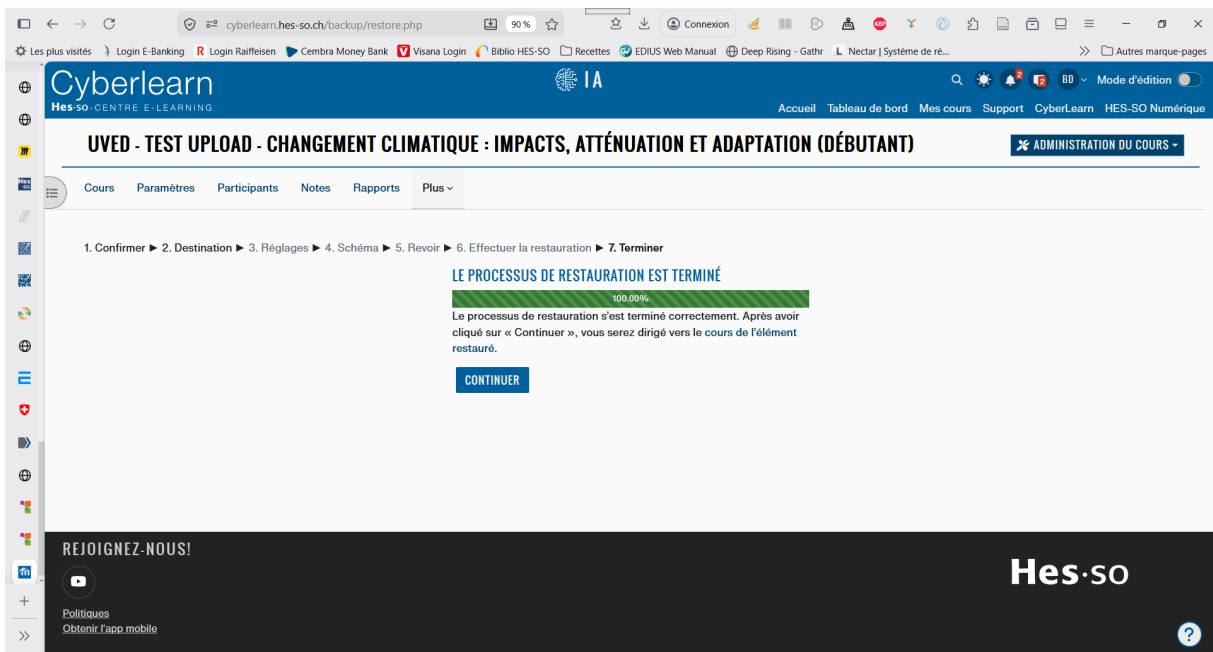 cyberlearn.hes-so.ch/backup/restore.php
90 %
Connexion
ABP
Les plus visités
Login E-Banking
R Login Raiffeisen
Cembra Money Bank
V Visana Login
Biblio HES-SO
Recettes
EDIUS Web Manual
Deep Rising - Gathr
L Nectar | Système de ré...
Autres marque-pages
Cyberlearn
Hes·so·CENTRE E-LEARNING
IA
2
2
BD
Mode d'édition
Accueil Tableau de bord Mes cours Support CyberLearn HES-SO Numérique
UVED - TEST UPLOAD - CHANGEMENT CLIMATIQUE : IMPACTS, ATTÉNUATION ET ADAPTATION (DÉBUTANT)
ADMINISTRATION DU COURS
Cours Paramètres Participants Notes Rapports Plus
1. Confirmer ► 2. Destination ► 3. Réglages ► 4. Schéma ► 5. Revoir ► 6. Effectuer la restauration ► 7. Terminer
LE PROCESSUS DE RESTAURATION EST TERMINÉ
100.00%
Le processus de restauration s'est terminé correctement. Après avoir
cliqué sur « Continuer », vous serez dirigé vers le cours de l'élément
restauré.
CONTINUER
REJOIGNEZ-NOUS!
Hes·so
Politiques
Obtenir l'app mobile
?